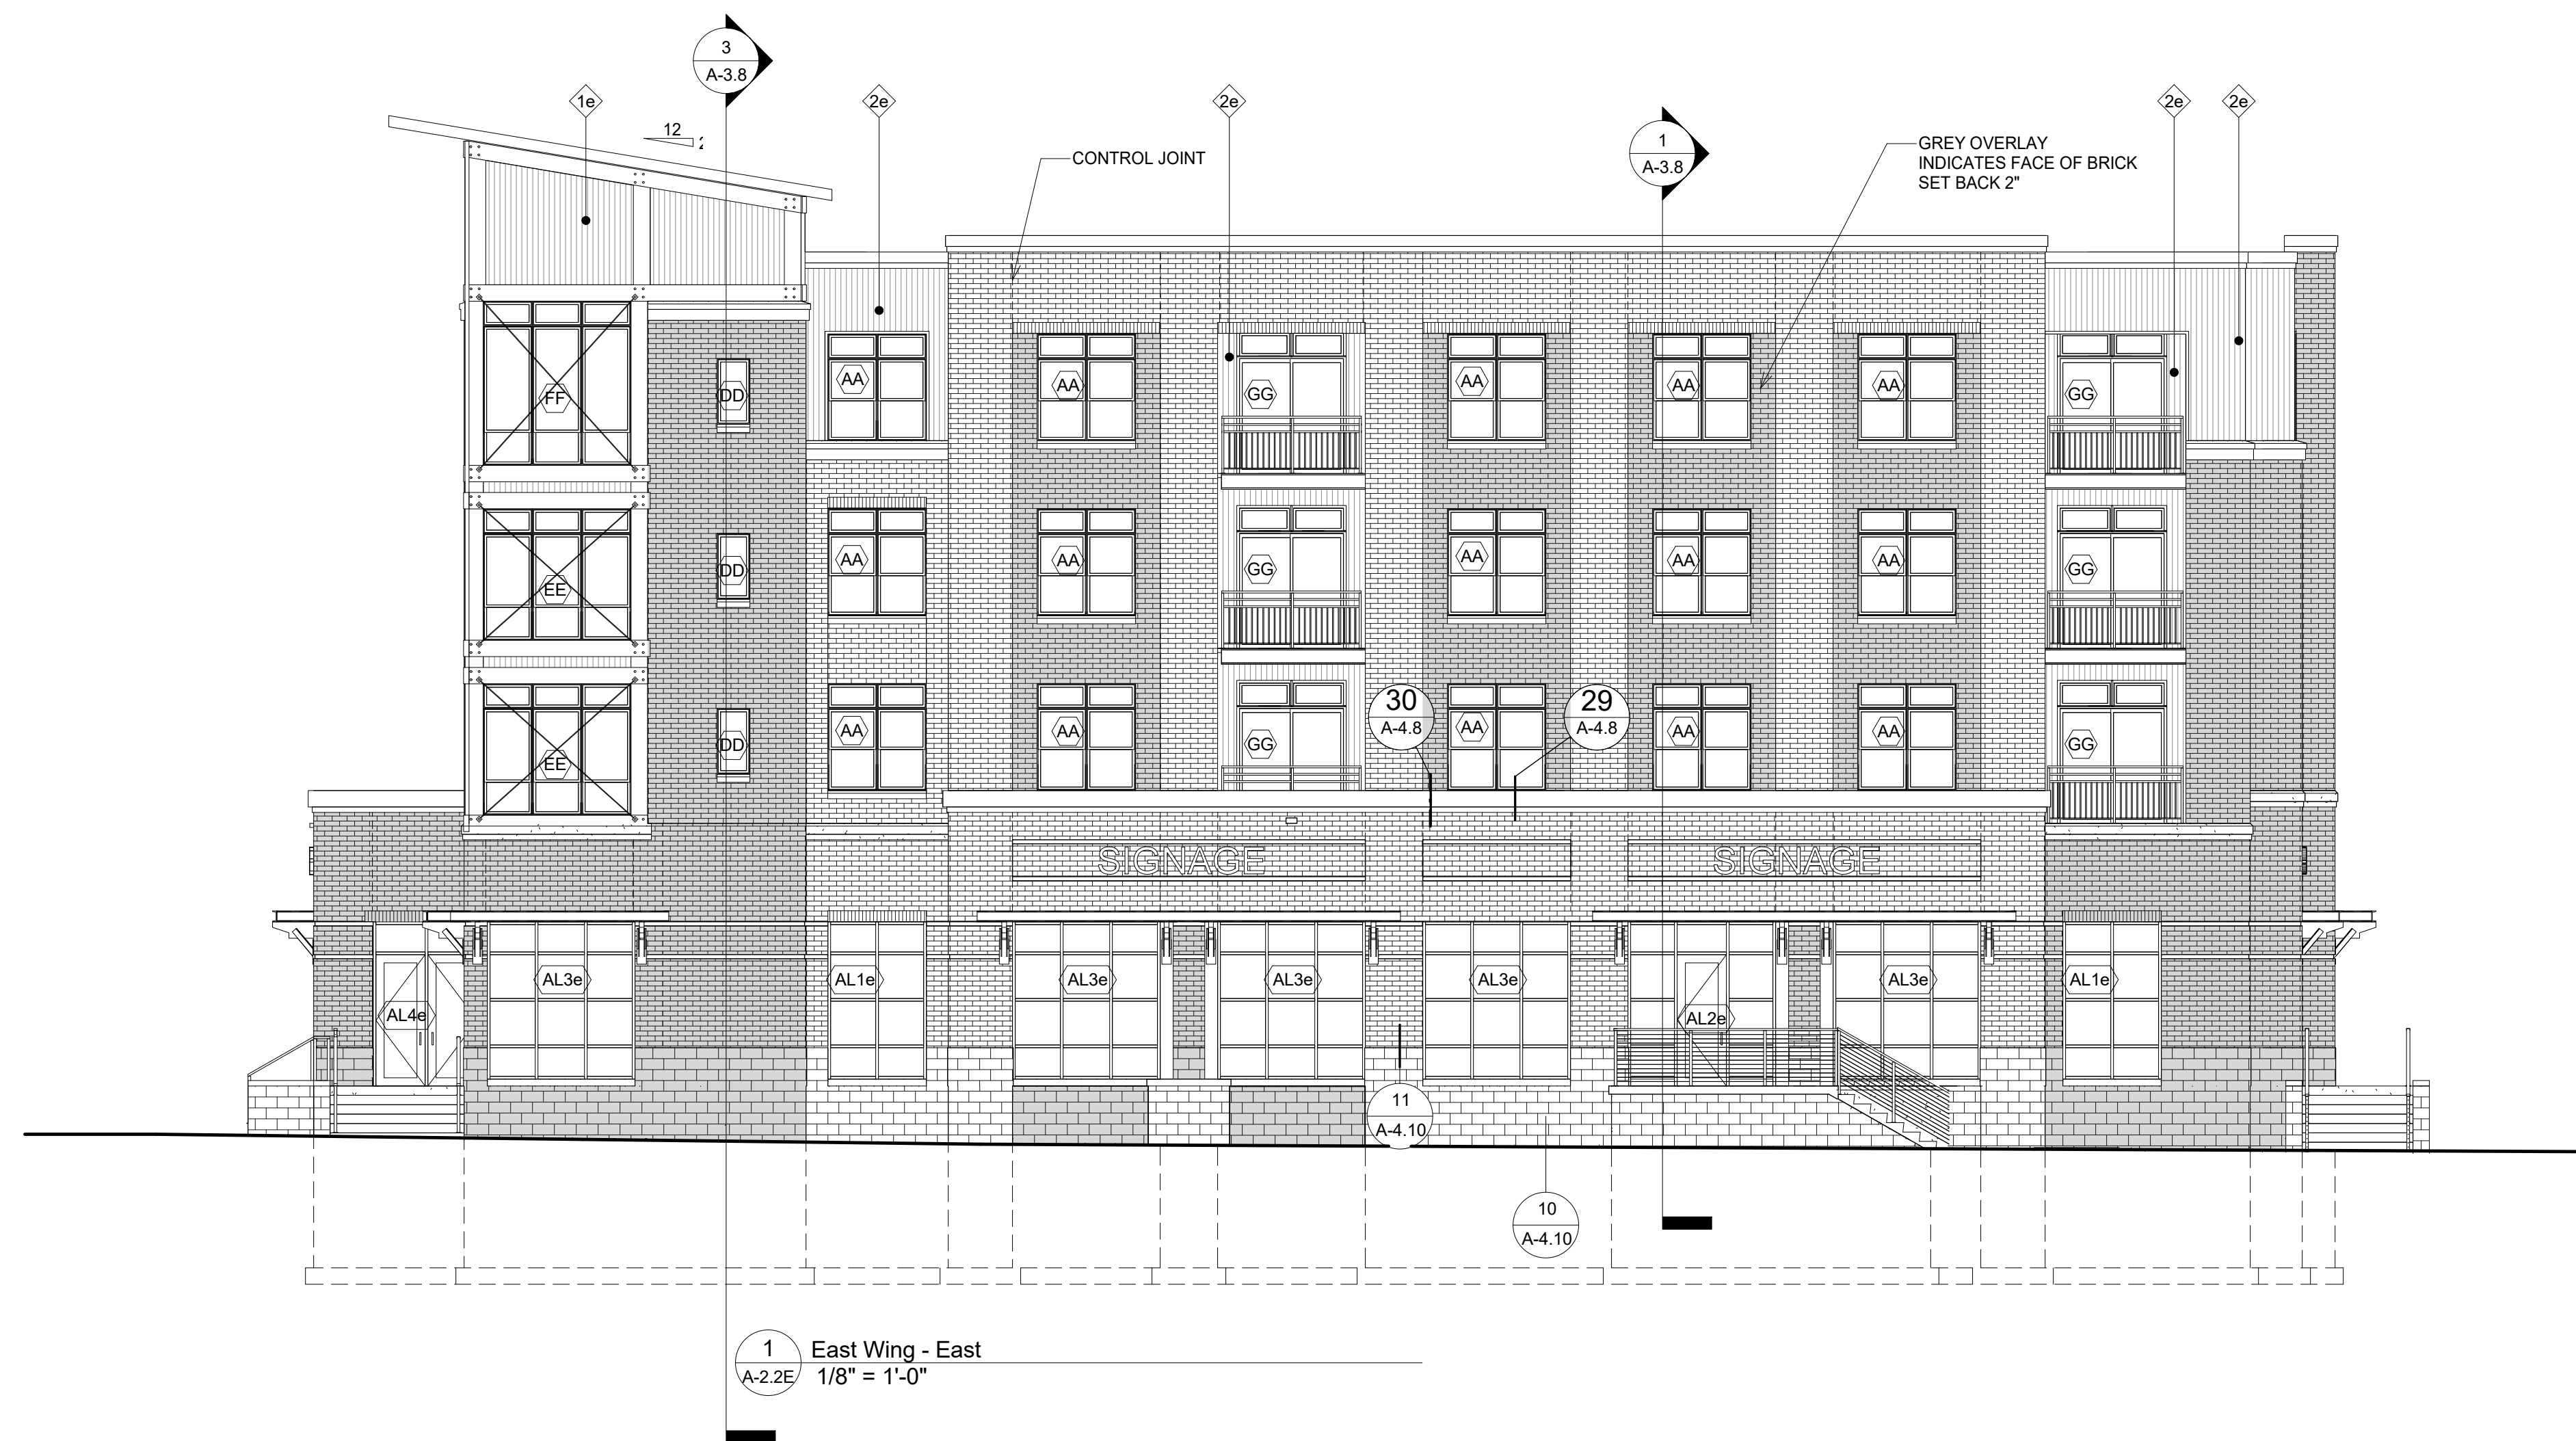 3
A-3.8
1e
2e
2e
2e
2e
12
1
A-3.8
CONTROL JOINT
GREY OVERLAY
INDICATES FACE OF BRICK
SET BACK 2"
FF
DD
AA
AA
GG
AA
AA
AA
GG
EE
DD
AA
AA
GG
AA
AA
AA
GG
EE
DD
AA
AA
GG
30
A-4.8
AA
29
A-4.8
AA
AA
GG
SIGNAGE
SIGNAGE
AL4e
AL3e
AL1e
AL3e
AL3e
AL3e
AL2e
AL3e
AL1e
11
A-4.10
10
A-4.10
1
A-2.2E
East Wing - East
1/8" = 1'-0"